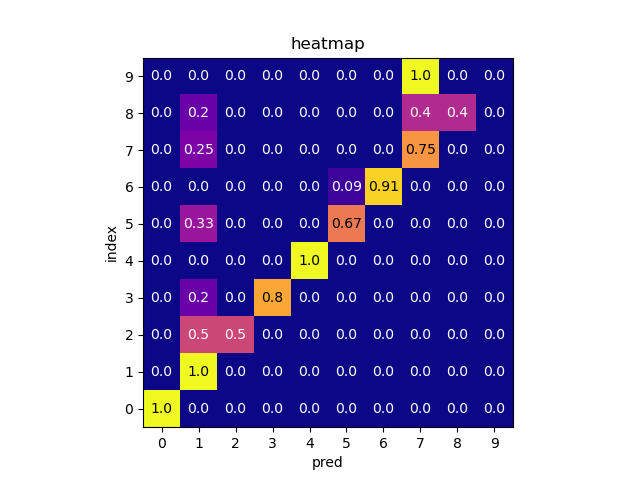 heatmap
9 0.0 0.0 0.0 0.0 0.0 0.0 0.0 1.0 0.0 0.0
8 0.0 0.2 0.0 0.0 0.0 0.0 0.0 0.4 0.4 0.0
7 0.0 0.25 0.0 0.0 0.0 0.0 0.0 0.75 0.0 0.0
6 0.0 0.0 0.0 0.0 0.0 0.09 0.91 0.0 0.0 0.0
5 0.0 0.33 0.0 0.0 0.0 0.67 0.0 0.0 0.0 0.0
index
4 0.0 0.0 0.0 0.0 1.0 0.0 0.0 0.0 0.0 0.0
3 0.0 0.2 0.0 0.8 0.0 0.0 0.0 0.0 0.0 0.0
2 0.0 0.5 0.5 0.0 0.0 0.0 0.0 0.0 0.0 0.0
1 0.0 1.0 0.0 0.0 0.0 0.0 0.0 0.0 0.0 0.0
0 1.0 0.0 0.0 0.0 0.0 0.0 0.0 0.0 0.0 0.0
0 1 2 3 4 5 6 7 8 9
pred